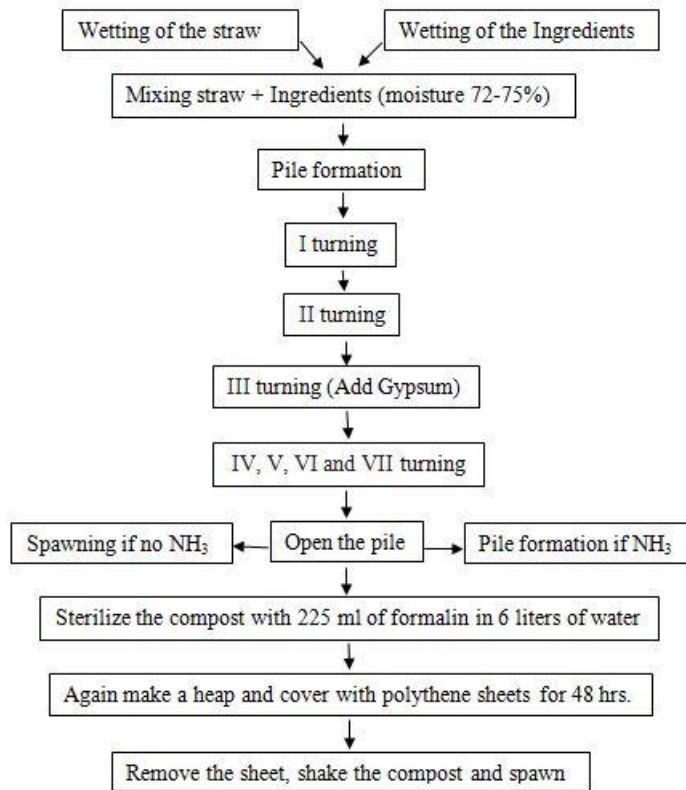 Wetting of the straw
Wetting of the Ingredients
Mixing straw + Ingredients (moisture 72-75%)
Pile formation
I turning
II turning
III turning (Add Gypsum)
IV, V, VI and VII turning
Spawning if no NH₃
Open the pile
Pile formation if NH₃
Sterilize the compost with 225 ml of formalin in 6 liters of water
Again make a heap and cover with polythene sheets for 48 hrs.
Remove the sheet, shake the compost and spawn